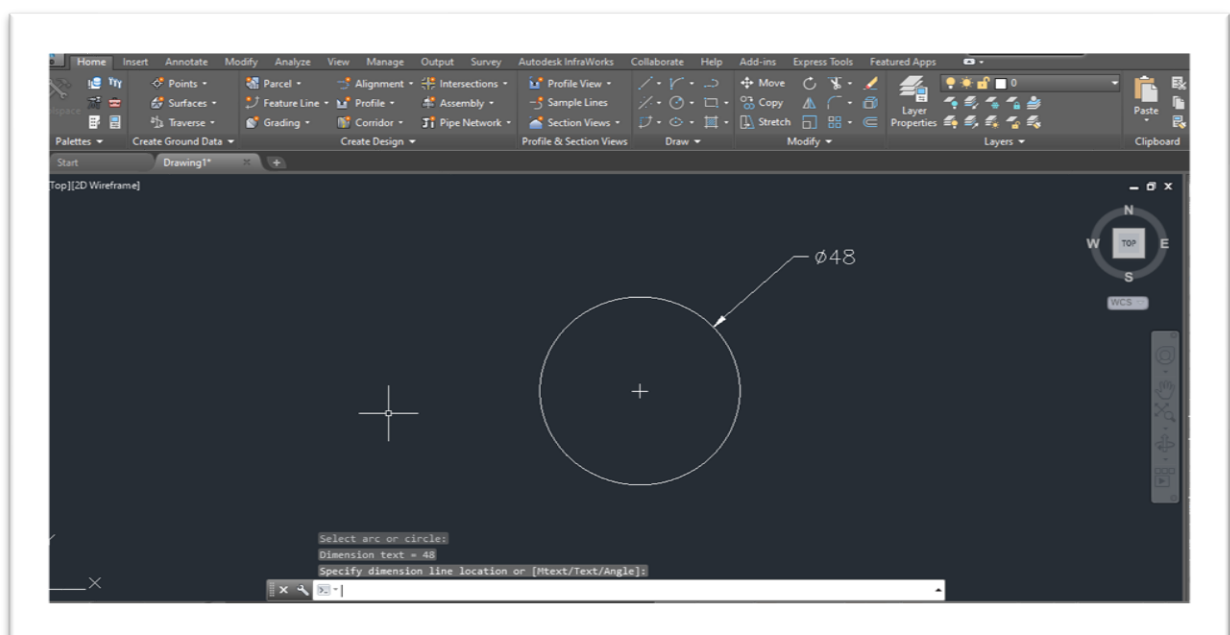 Home Insert Annotate Modify Analyze View Manage Output Survey Autodesk InfraWorks Collaborate Help Add-ins Express Tools Featured Apps
Points Parcel Alignment Intersections Profile View Move 0
Surfaces Feature Line Profile Assembly Sample Lines Copy Layer Properties Paste
Traverse Grading Corridor Pipe Network Section Views Stretch
Palettes Create Ground Data Create Design Profile & Section Views Draw Modify Layers Clipboard
Start Drawing1* +
Top][2D Wireframe]
N
W TOP E
S
WCS
Ø48
Select arc or circle:
Dimension text = 48
Specify dimension line location or [Mtext/Text/Angle]:
X